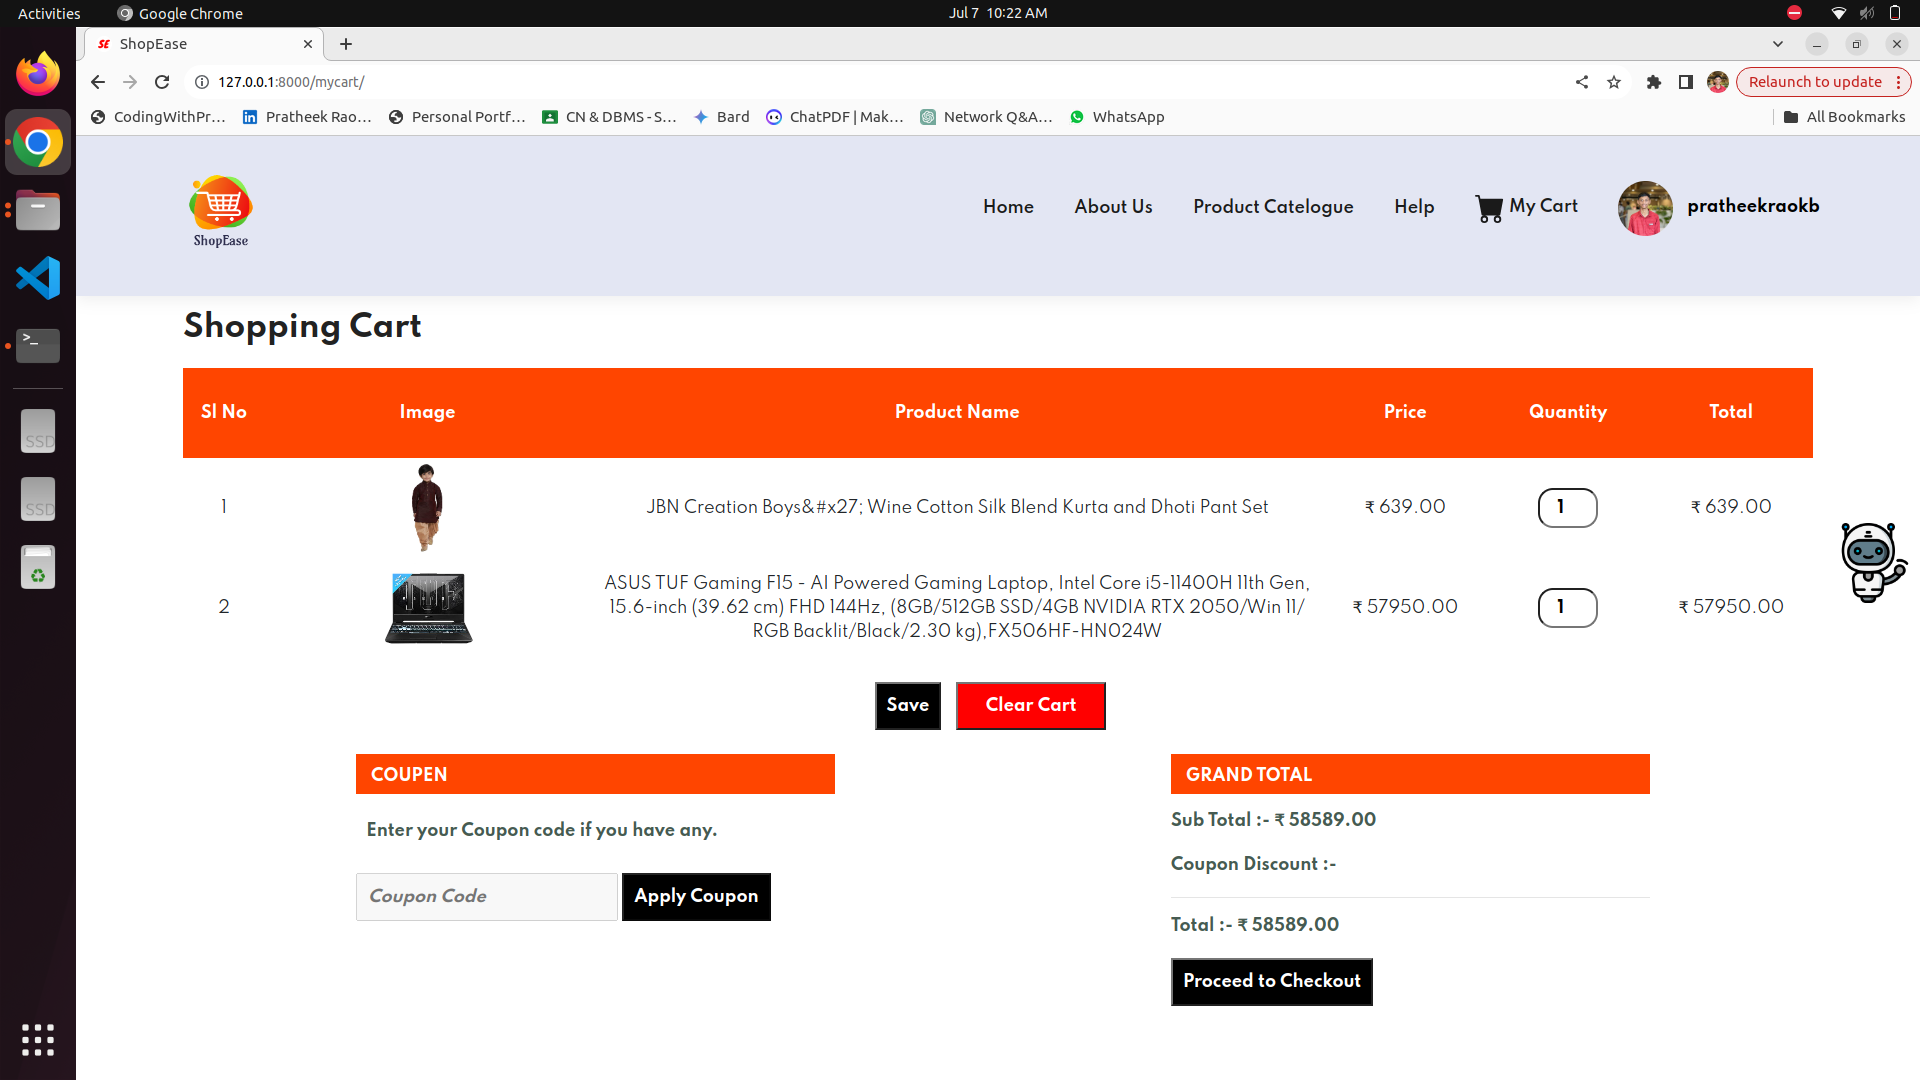 Activities
Google Chrome
Jul 7 10:22 AM
SE ShopEase
127.0.0.1:8000/mycart/
Relaunch to update
CodingWithPr...
Pratheek Rao...
Personal Portf...
CN & DBMS - S...
Bard
ChatPDF | Mak...
Network Q&A...
WhatsApp
All Bookmarks
ShopEase
Home
About Us
Product Catelogue
Help
My Cart
pratheekraokb
Shopping Cart
Sl No Image Product Name Price Quantity Total
1 JBN Creation Boys&#x27; Wine Cotton Silk Blend Kurta and Dhoti Pant Set ₹ 639.00 1 ₹ 639.00
ASUS TUF Gaming F15 - AI Powered Gaming Laptop, Intel Core i5-11400H 11th Gen,
2 15.6-inch (39.62 cm) FHD 144Hz, (8GB/512GB SSD/4GB NVIDIA RTX 2050/Win 11/ ₹ 57950.00 1 ₹ 57950.00
RGB Backlit/Black/2.30 kg),FX506HF-HN024W
Save
Clear Cart
COUPEN
Enter your Coupon code if you have any.
Coupon Code
Apply Coupon
GRAND TOTAL
Sub Total :- ₹ 58589.00
Coupon Discount :-
Total :- ₹ 58589.00
Proceed to Checkout
SSD
SSD